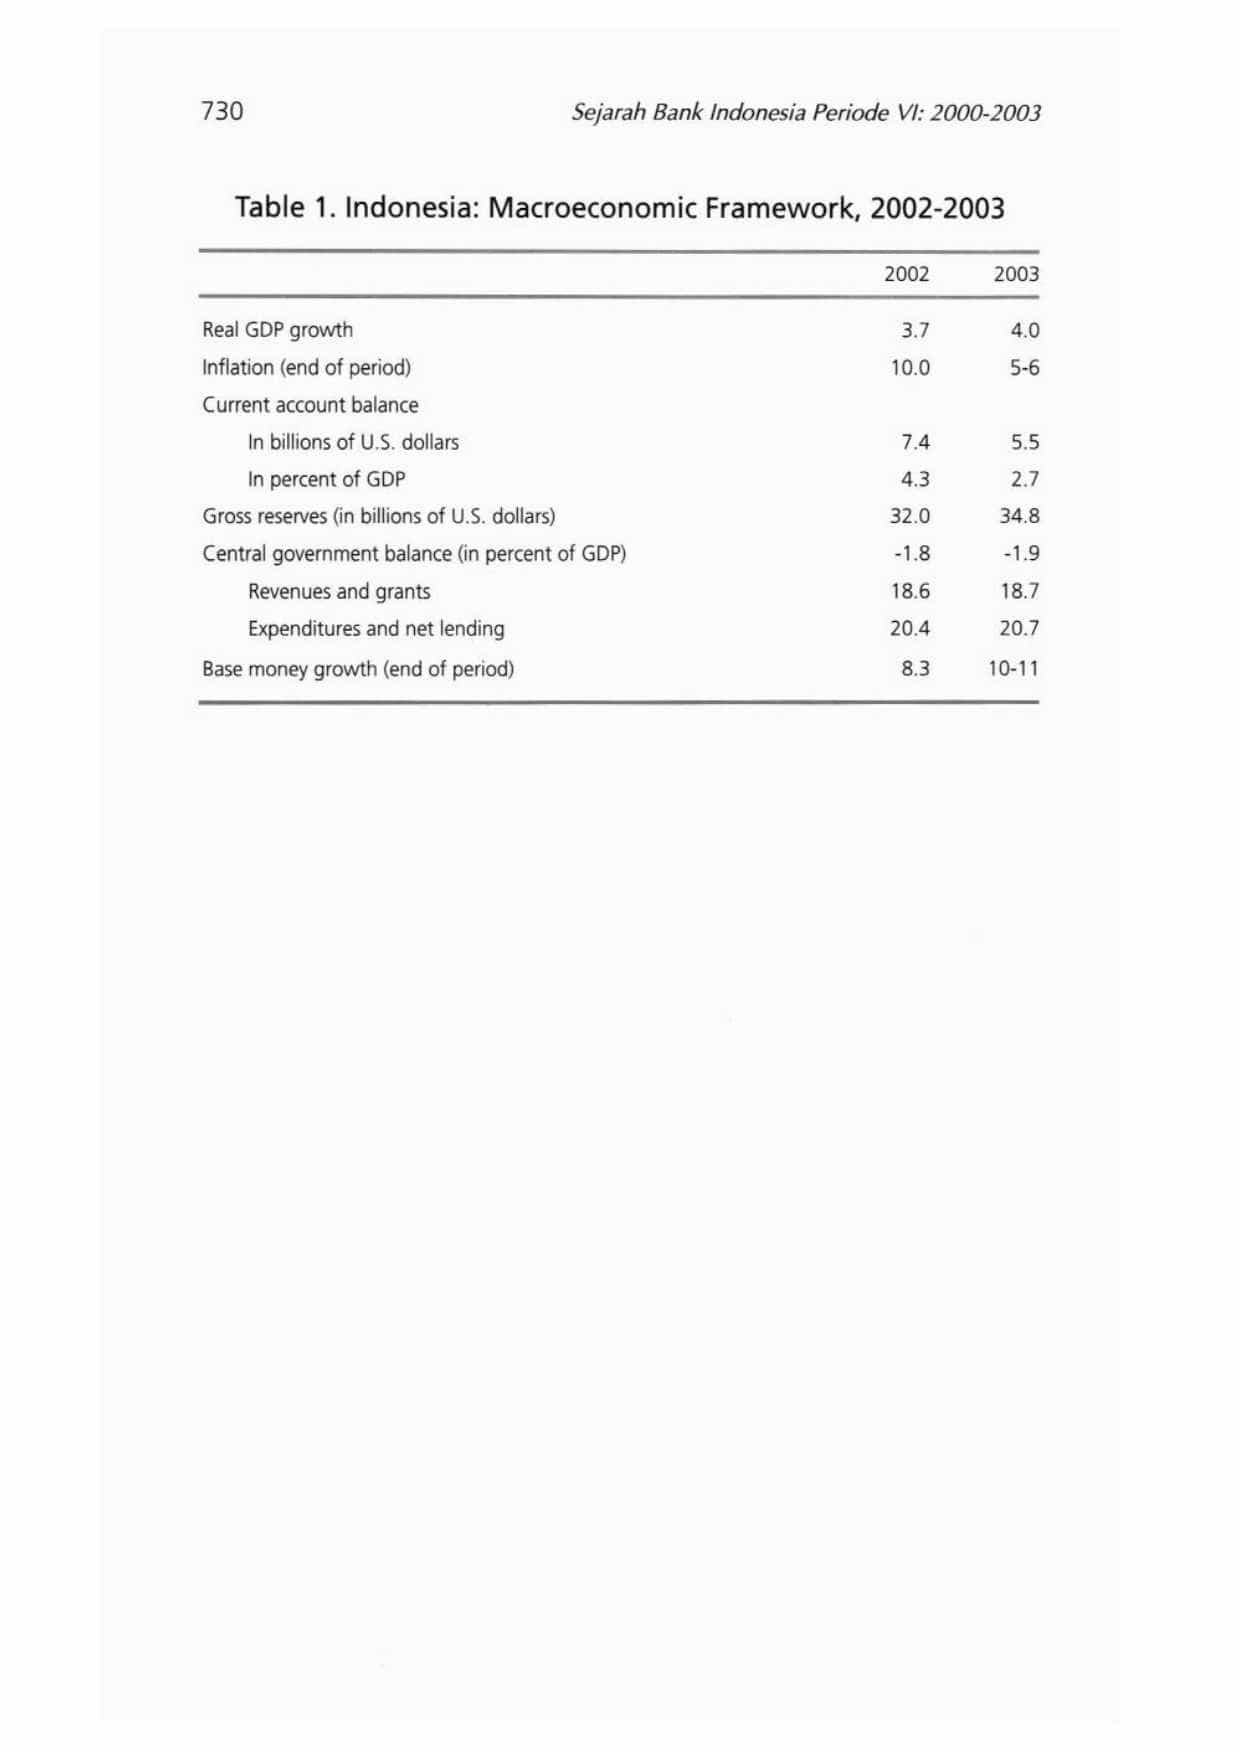 730 Sejarah Bank Indonesia Periode VI: 2000-2003
Table 1. Indonesia: Macroeconomic Framework, 2002-2003
2002 2003
Real GDP growth 3.7 4.0
Inflation (end of period) 10.0 5-6
Current account balance
In billions of U.S. dollars 7.4 5.5
In percent of GDP 4.3 2.7
Gross reserves (in billions of U.S. dollars) 32.0 34.8
Central government balance (in percent of GDP) -1.8 -1.9
Revenues and grants 18.6 18.7
Expenditures and net lending 20.4 20.7
Base money growth (end of period) 8.3 10-11